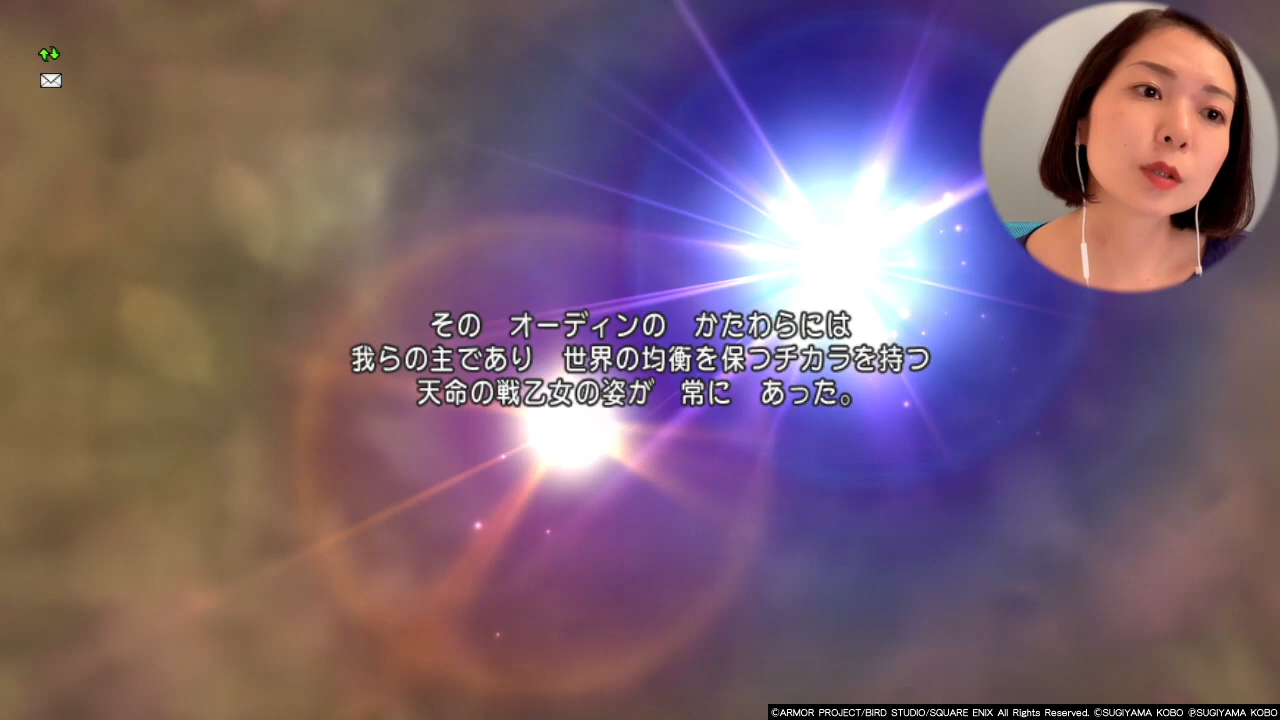 その　オーディンの　かたわらには
我らの主であり　世界の均衡を保つチカラを持つ
天命の戦乙女の姿が　常に　あった。
©ARMOR PROJECT/BIRD STUDIO/SQUARE ENIX All Rights Reserved. ©SUGIYAMA KOBO ℗SUGIYAMA KOBO